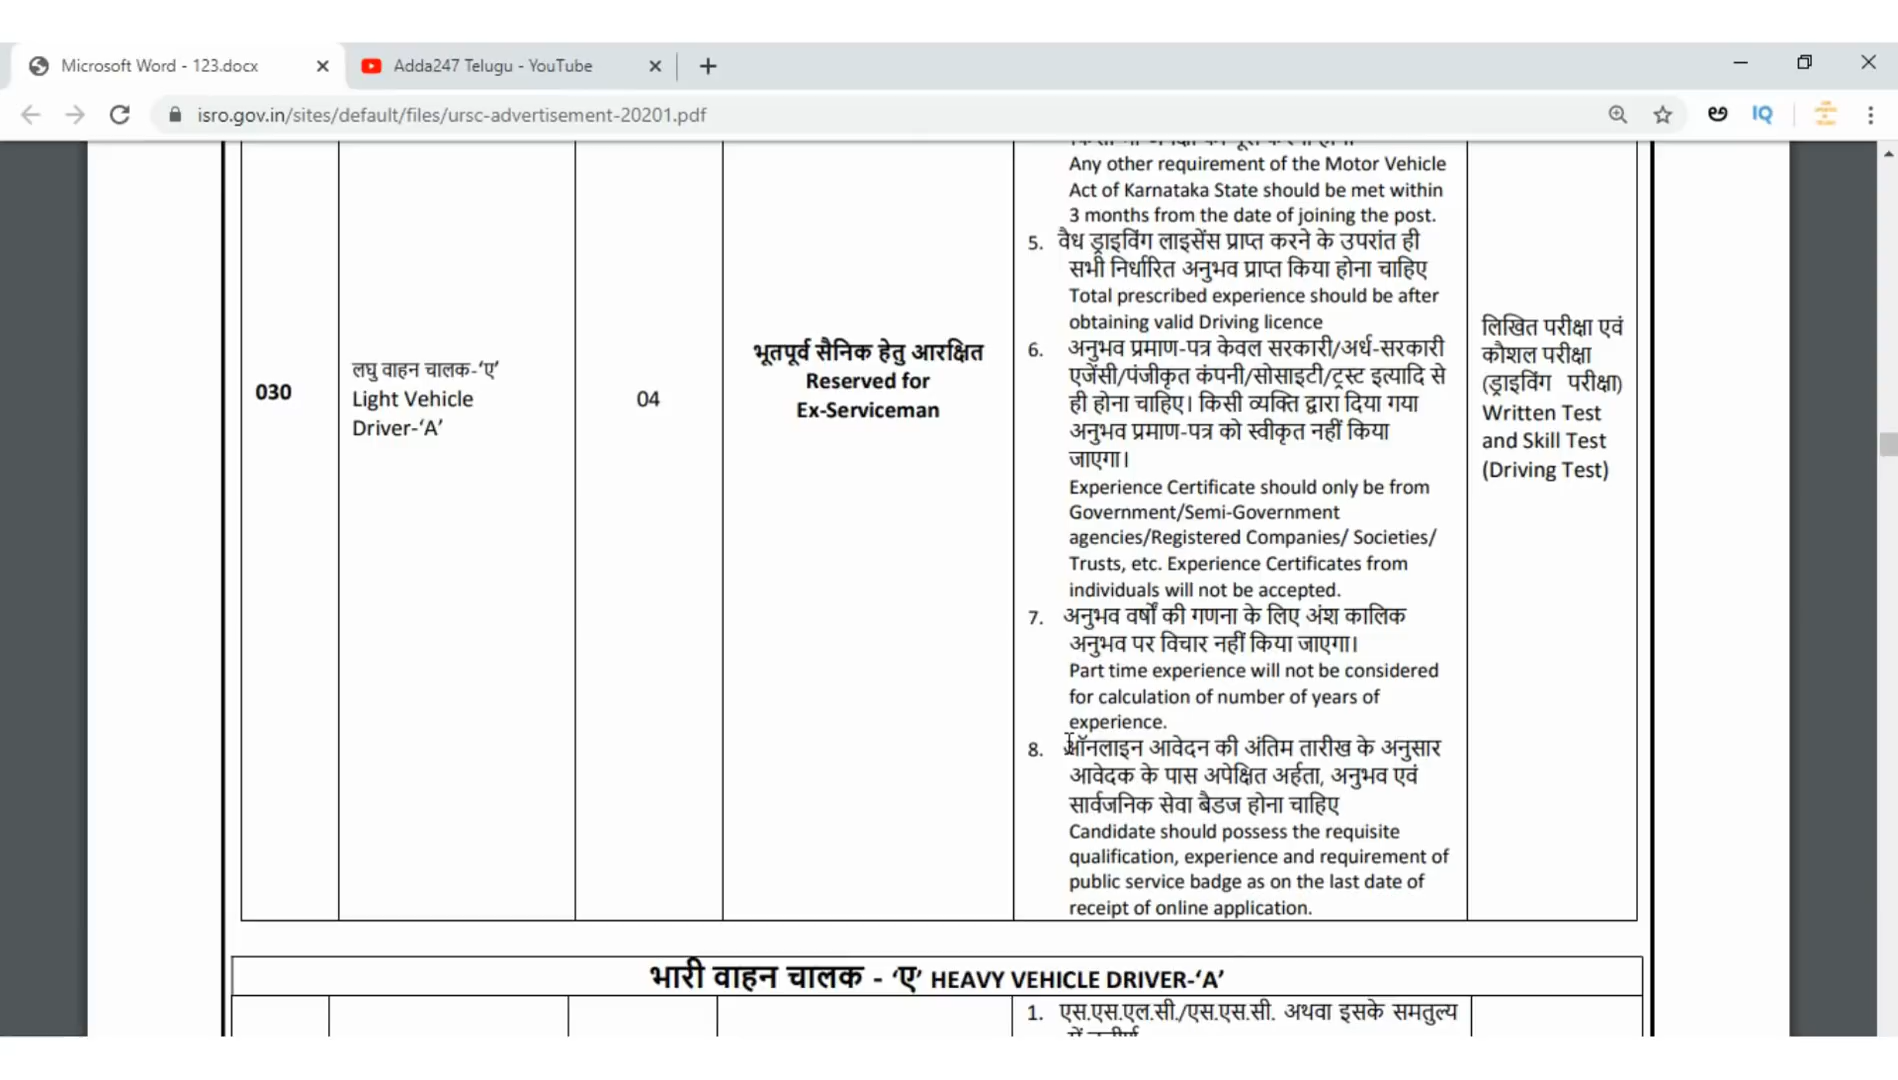 Microsoft Word - 123.docx
Adda247 Telugu - YouTube
isro.gov.in/sites/default/files/ursc-advertisement-20201.pdf
IQ
Any other requirement of the Motor Vehicle
Act of Karnataka State should be met within
3 months from the date of joining the post.
5. वैध ड्राइविंग लाइसेंस प्राप्त करने के उपरांत ही
सभी निर्धारित अनुभव प्राप्त किया होना चाहिए
Total prescribed experience should be after
obtaining valid Driving licence
030
लघु वाहन चालक-‘ए’
Light Vehicle
Driver-‘A’
04
भूतपूर्व सैनिक हेतु आरक्षित
Reserved for
Ex-Serviceman
6. अनुभव प्रमाण-पत्र केवल सरकारी/अर्ध-सरकारी
एजेंसी/पंजीकृत कंपनी/सोसाइटी/ट्रस्ट इत्यादि से
ही होना चाहिए। किसी व्यक्ति द्वारा दिया गया
अनुभव प्रमाण-पत्र को स्वीकृत नहीं किया
जाएगा।
Experience Certificate should only be from
Government/Semi-Government
agencies/Registered Companies/ Societies/
Trusts, etc. Experience Certificates from
individuals will not be accepted.
7. अनुभव वर्षों की गणना के लिए अंश कालिक
अनुभव पर विचार नहीं किया जाएगा।
Part time experience will not be considered
for calculation of number of years of
experience.
8. ऑनलाइन आवेदन की अंतिम तारीख के अनुसार
आवेदक के पास अपेक्षित अर्हता, अनुभव एवं
सार्वजनिक सेवा बैडज होना चाहिए
Candidate should possess the requisite
qualification, experience and requirement of
public service badge as on the last date of
receipt of online application.
लिखित परीक्षा एवं
कौशल परीक्षा
(ड्राइविंग परीक्षा)
Written Test
and Skill Test
(Driving Test)
भारी वाहन चालक - ‘ए’ HEAVY VEHICLE DRIVER-‘A’
1. एस.एस.एल.सी./एस.एस.सी. अथवा इसके समतुल्य